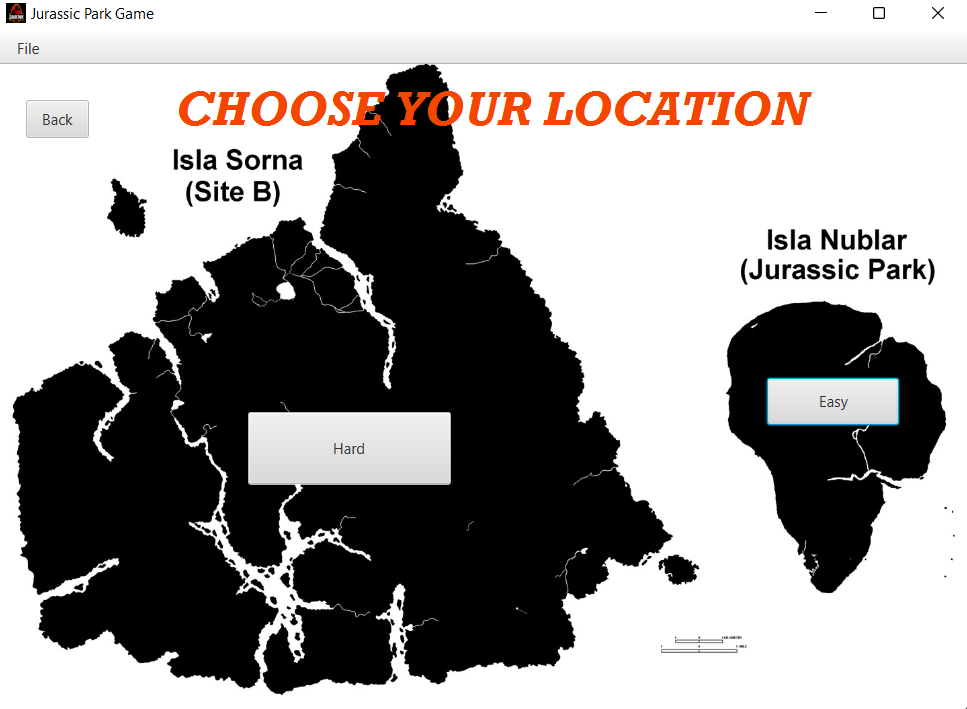 Jurassic Park Game
File
Back
CHOOSE YOUR LOCATION
Isla Sorna
(Site B)
Isla Nublar
(Jurassic Park)
Easy
Hard